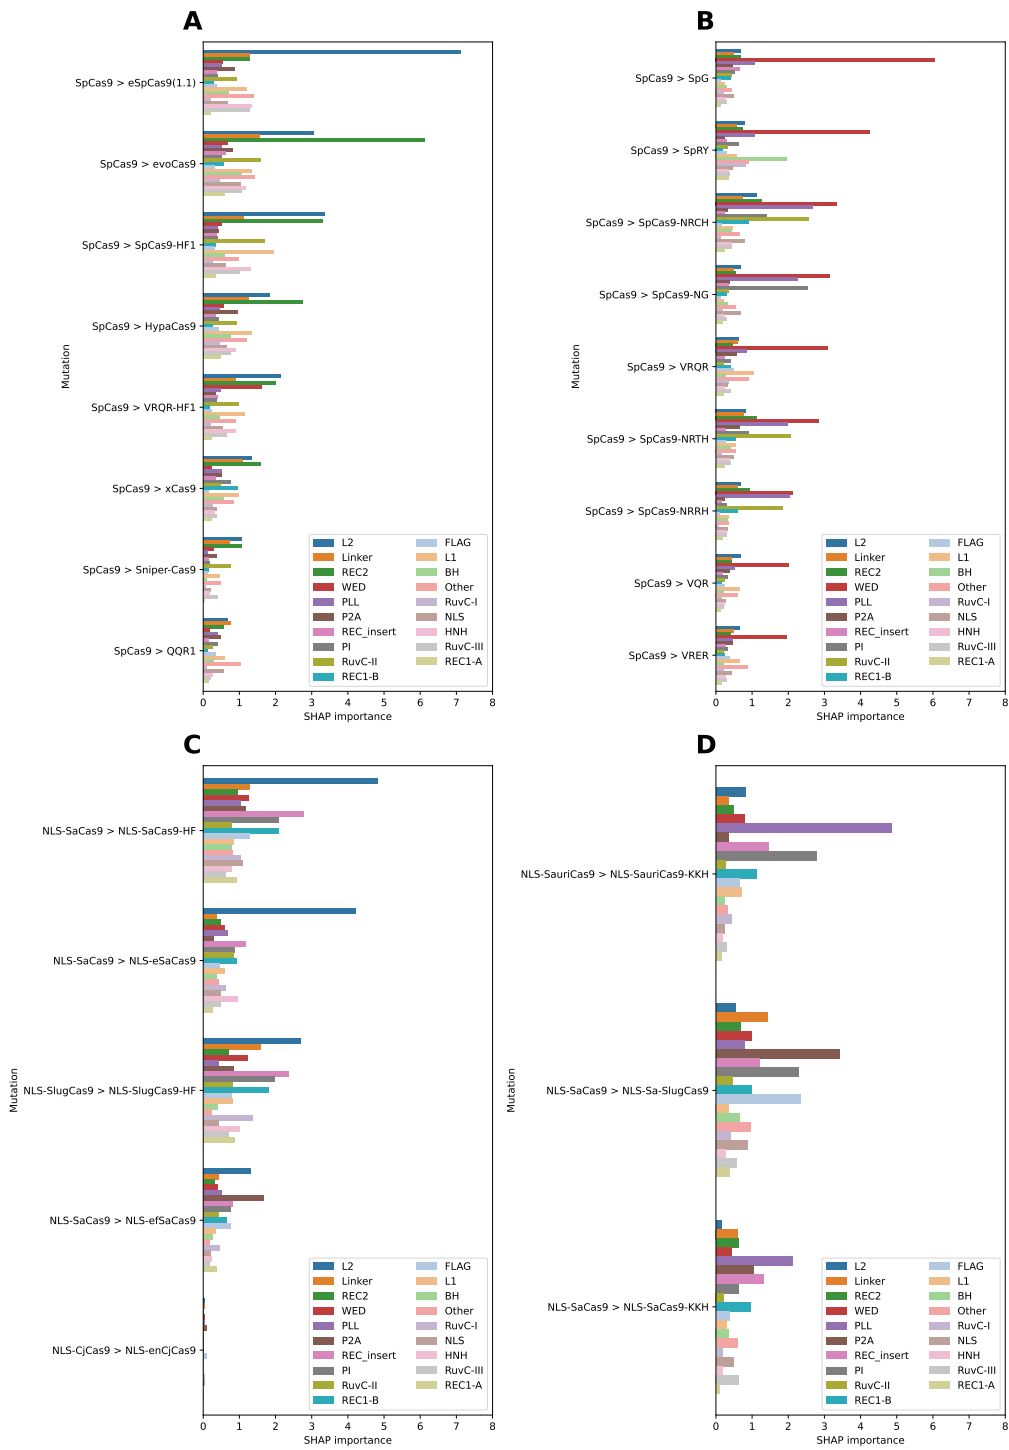 A
Mutation
SpCas9 > eSpCas9(1.1)
SpCas9 > evoCas9
SpCas9 > SpCas9-HF1
SpCas9 > HypaCas9
SpCas9 > VRQR-HF1
SpCas9 > xCas9
SpCas9 > Sniper-Cas9
SpCas9 > QQR1
L2
Linker
REC2
WED
PLL
P2A
REC_insert
PI
RuvC-II
REC1-B
FLAG
L1
BH
Other
RuvC-I
NLS
HNH
RuvC-III
REC1-A
0 1 2 3 4 5 6 7 8
SHAP importance
B
Mutation
SpCas9 > SpG
SpCas9 > SpRY
SpCas9 > SpCas9-NRCH
SpCas9 > SpCas9-NG
SpCas9 > VRQR
SpCas9 > SpCas9-NRTH
SpCas9 > SpCas9-NRRH
SpCas9 > VQR
SpCas9 > VRER
L2
Linker
REC2
WED
PLL
P2A
REC_insert
PI
RuvC-II
REC1-B
FLAG
L1
BH
Other
RuvC-I
NLS
HNH
RuvC-III
REC1-A
0 1 2 3 4 5 6 7 8
SHAP importance
C
Mutation
NLS-SaCas9 > NLS-SaCas9-HF
NLS-SaCas9 > NLS-eSaCas9
NLS-SlugCas9 > NLS-SlugCas9-HF
NLS-SaCas9 > NLS-efSaCas9
NLS-CjCas9 > NLS-enCjCas9
L2
Linker
REC2
WED
PLL
P2A
REC_insert
PI
RuvC-II
REC1-B
FLAG
L1
BH
Other
RuvC-I
NLS
HNH
RuvC-III
REC1-A
0 1 2 3 4 5 6 7 8
SHAP importance
D
Mutation
NLS-SauriCas9 > NLS-SauriCas9-KKH
NLS-SaCas9 > NLS-Sa-SlugCas9
NLS-SaCas9 > NLS-SaCas9-KKH
L2
Linker
REC2
WED
PLL
P2A
REC_insert
PI
RuvC-II
REC1-B
FLAG
L1
BH
Other
RuvC-I
NLS
HNH
RuvC-III
REC1-A
0 1 2 3 4 5 6 7 8
SHAP importance